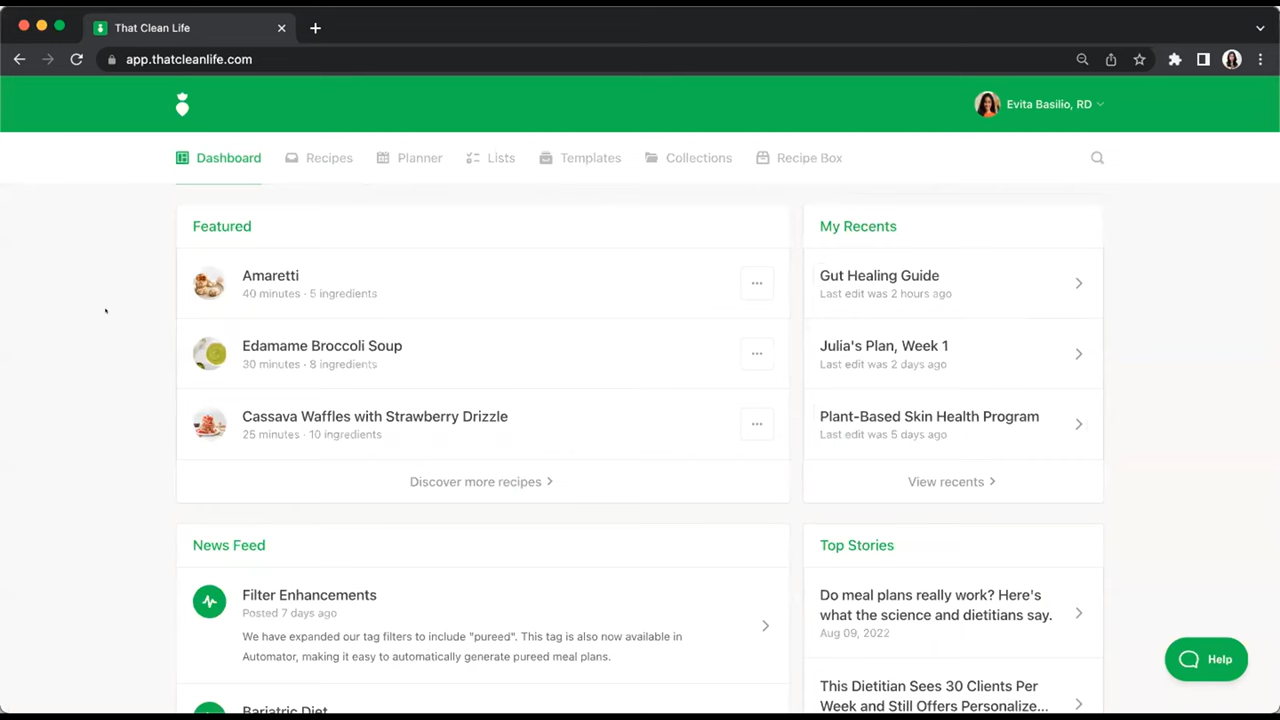 That Clean Life
app.thatcleanlife.com
Evita Basilio, RD
Dashboard
Recipes
Planner
Lists
Templates
Collections
Recipe Box
Featured
Amaretti
40 minutes · 5 ingredients
Edamame Broccoli Soup
30 minutes · 8 ingredients
Cassava Waffles with Strawberry Drizzle
25 minutes · 10 ingredients
Discover more recipes
My Recents
Gut Healing Guide
Last edit was 2 hours ago
Julia's Plan, Week 1
Last edit was 2 days ago
Plant-Based Skin Health Program
Last edit was 5 days ago
View recents
News Feed
Filter Enhancements
Posted 7 days ago
We have expanded our tag filters to include "pureed". This tag is also now available in
Automator, making it easy to automatically generate pureed meal plans.
Bariatric Diet
Top Stories
Do meal plans really work? Here's
what the science and dietitians say.
Aug 09, 2022
This Dietitian Sees 30 Clients Per
Week and Still Offers Personalize...
Help